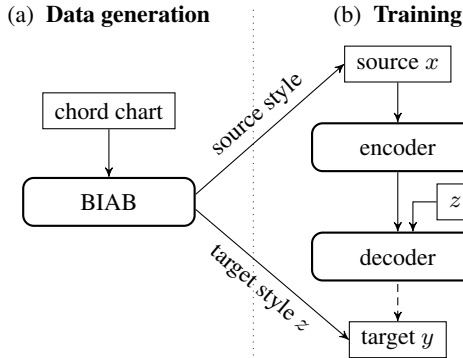 (a) Data generation
(b) Training
chord chart
BIAB
source style
target style z
source x
encoder
z
decoder
target y